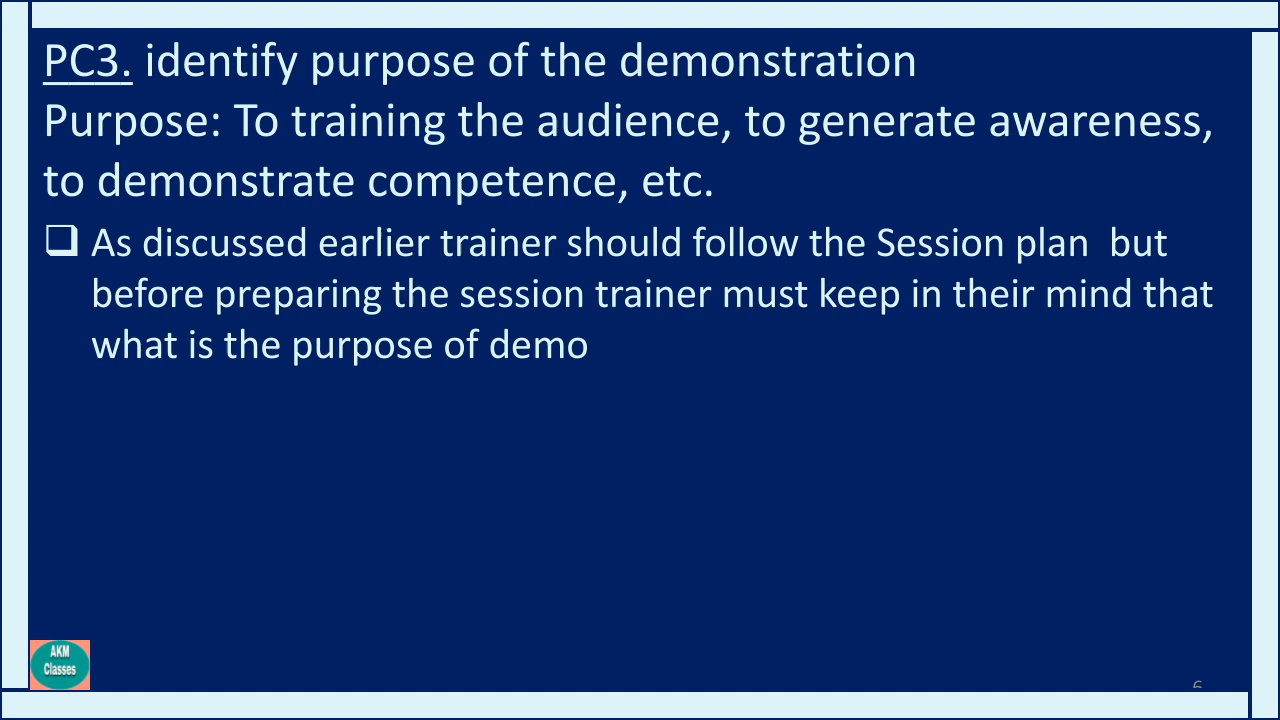 PC3. identify purpose of the demonstration
Purpose: To training the audience, to generate awareness,
to demonstrate competence, etc.
❑ As discussed earlier trainer should follow the Session plan  but
before preparing the session trainer must keep in their mind that
what is the purpose of demo
AKM
Classes